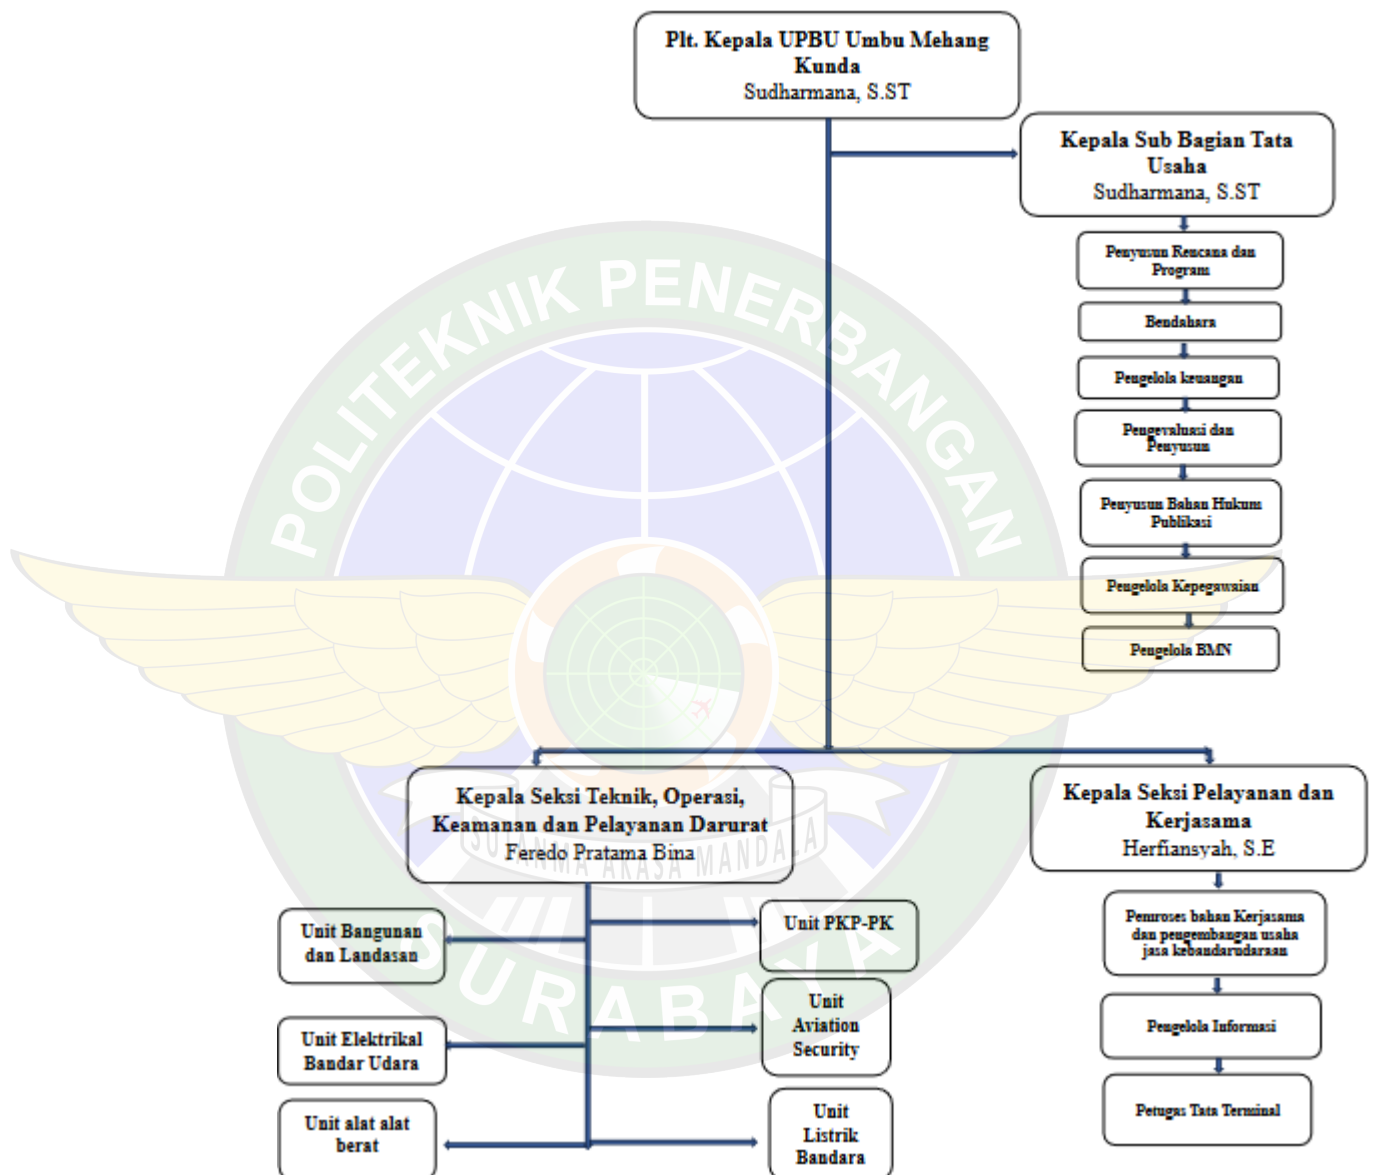 Plt. Kepala UPBU Umbu Mehang
Kunda
Sudharmana, S.ST
Kepala Sub Bagian Tata
Usaha
Sudharmana, S.ST
Penyusun Rencana dan
Program
Bendahara
Pengelola keuangan
Pengevaluasi dan
Penyusun
Penyusun Bahan Hukum
Publikasi
Pengelola Kepegawaian
Pengelola BMN
Kepala Seksi Teknik, Operasi,
Keamanan dan Pelayanan Darurat
Feredo Pratama Bina
Unit Bangunan
dan Landasan
Unit Elektrikal
Bandar Udara
Unit alat alat
berat
Unit PKP-PK
Unit
Aviation
Security
Unit
Listrik
Bandara
Kepala Seksi Pelayanan dan
Kerjasama
Herfiansyah, S.E
Pemroses bahan Kerjasama
dan pengembangan usaha
jasa kebandarudaraan
Pengelola Informasi
Petugas Tata Terminal
POLITEKNIK PENERBANGAN
SURABAYA
AKASA MANDALA